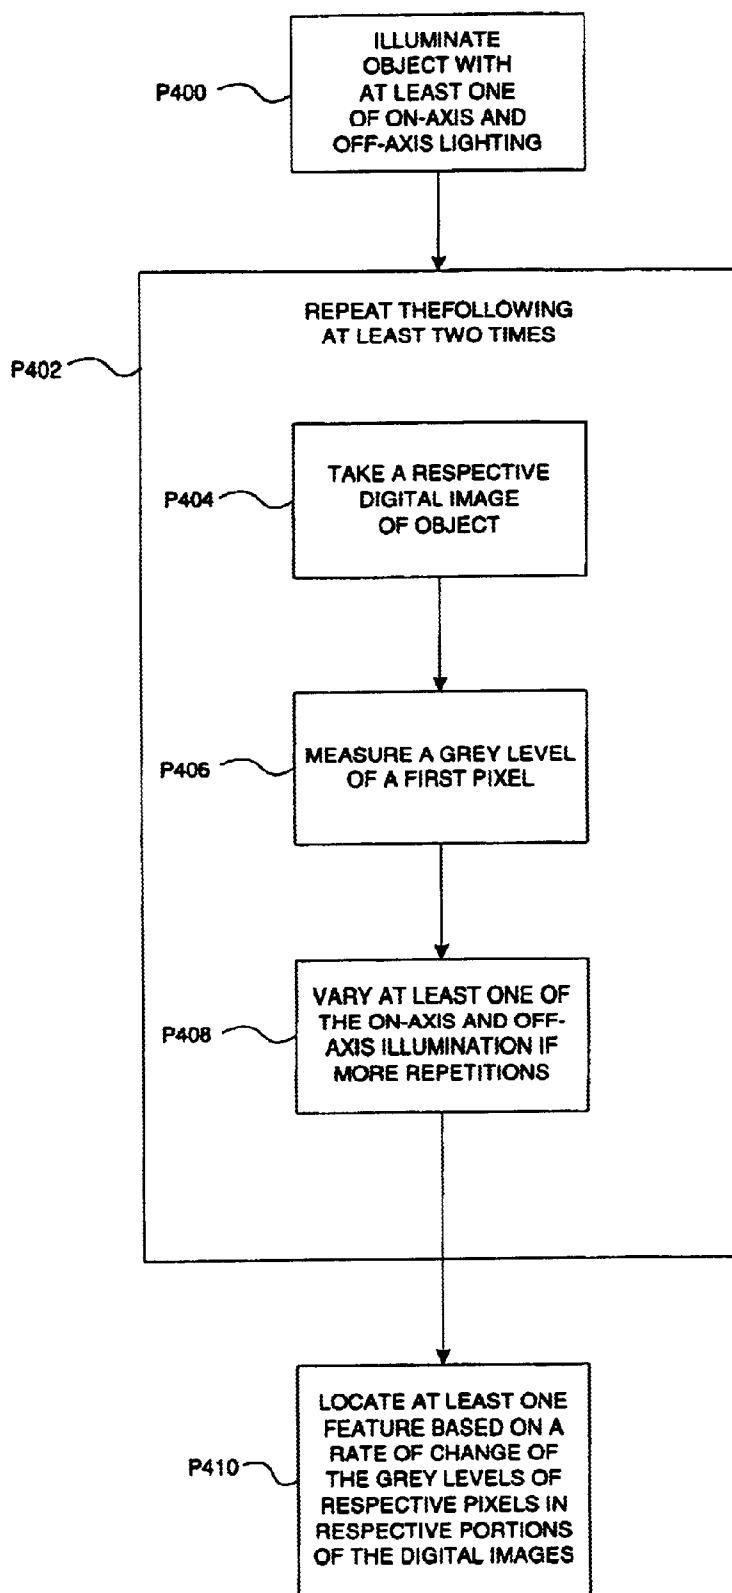 ILLUMINATE
OBJECT WITH
AT LEAST ONE
OF ON-AXIS AND
OFF-AXIS LIGHTING
P400
REPEAT THEFOLLOWING
AT LEAST TWO TIMES
P402
TAKE A RESPECTIVE
DIGITAL IMAGE
OF OBJECT
P404
MEASURE A GREY LEVEL
OF A FIRST PIXEL
P406
VARY AT LEAST ONE OF
THE ON-AXIS AND OFF-
AXIS ILLUMINATION IF
MORE REPETITIONS
P408
LOCATE AT LEAST ONE
FEATURE BASED ON A
RATE OF CHANGE OF
THE GREY LEVELS OF
RESPECTIVE PIXELS IN
RESPECTIVE PORTIONS
OF THE DIGITAL IMAGES
P410